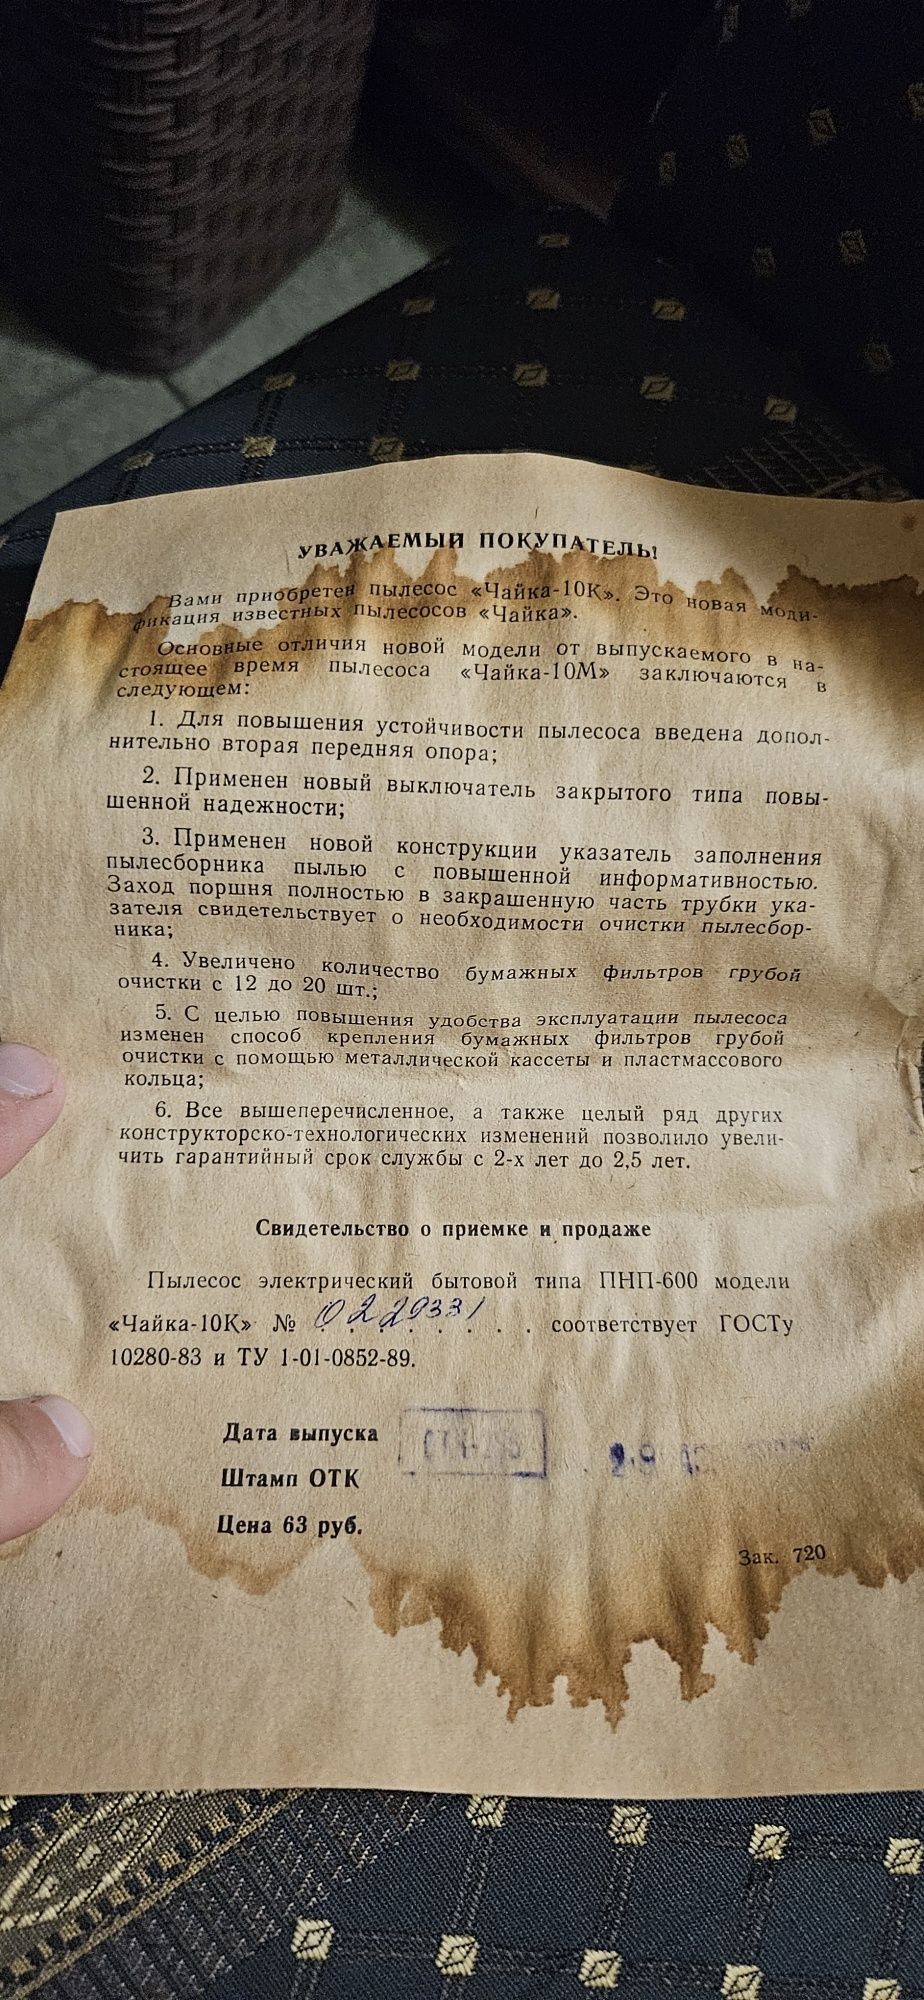 УВАЖАЕМЫЙ ПОКУПАТЕЛЬ!
Вами приобретен пылесос «Чайка-10К». Это новая моди-
фикация известных пылесосов «Чайка».
Основные отличия новой модели от выпускаемого в на-
стоящее время пылесоса «Чайка-10М» заключаются в
следующем:
1. Для повышения устойчивости пылесоса введена допол-
нительно вторая передняя опора;
2. Применен новый выключатель закрытого типа повы-
шенной надежности;
3. Применен новой конструкции указатель заполнения
пылесборника пылью с повышенной информативностью.
Заход поршня полностью в закрашенную часть трубки ука-
зателя свидетельствует о необходимости очистки пылесбор-
ника;
4. Увеличено количество бумажных фильтров грубой
очистки с 12 до 20 шт.;
5. С целью повышения удобства эксплуатации пылесоса
изменен способ крепления бумажных фильтров грубой
очистки с помощью металлической кассеты и пластмассового
кольца;
6. Все вышеперечисленное, а также целый ряд других
конструкторско-технологических изменений позволило увели-
чить гарантийный срок службы с 2-х лет до 2,5 лет.
Свидетельство о приемке и продаже
Пылесос электрический бытовой типа ПНП-600 модели
«Чайка-10К» № 0229331 соответствует ГОСТу
10280-83 и ТУ 1-01-0852-89.
Дата выпуска
Штамп ОТК
Цена 63 руб.
Зак. 720